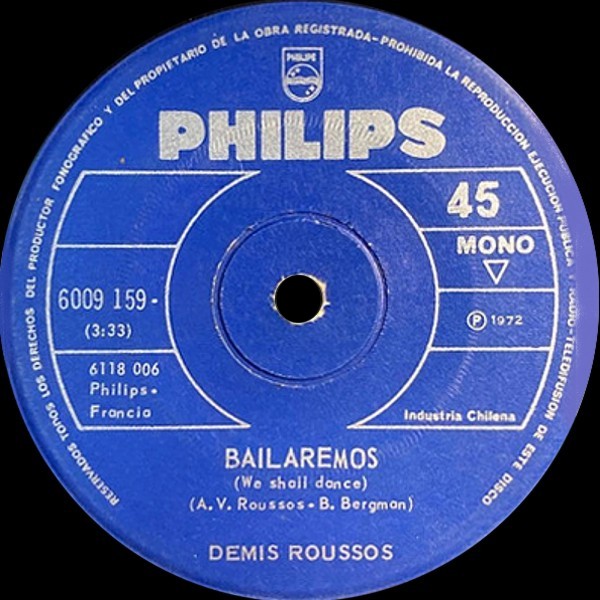 RESERVADOS TODOS LOS DERECHOS DEL PRODUCTOR FONOGRAFICO Y DEL PROPIETARIO DE LA OBRA REGISTRADA-PROHIBIDA LA REPRODUCCION EJECUCION PUBLICA Y RADIO-TELEDIFUSION DE ESTE DISCO
PHILIPS
PHILIPS
45
MONO
6009 159-
(3:33)
Ⓟ 1972
6118 006
Philips-
Francia
Industria Chilena
BAILAREMOS
(We shall dance)
(A. V. Roussos - B. Bergman)
DEMIS ROUSSOS